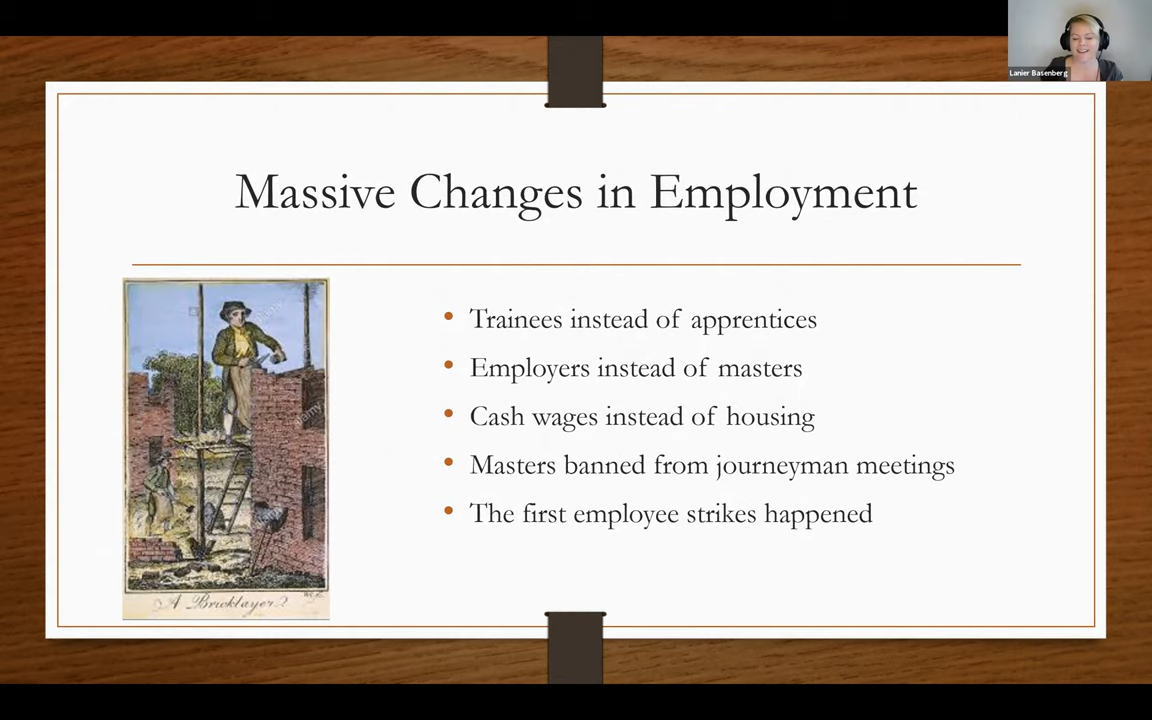 Lanier Basenberg
Massive Changes in Employment
• Trainees instead of apprentices
• Employers instead of masters
• Cash wages instead of housing
• Masters banned from journeyman meetings
• The first employee strikes happened
A Bricklayer